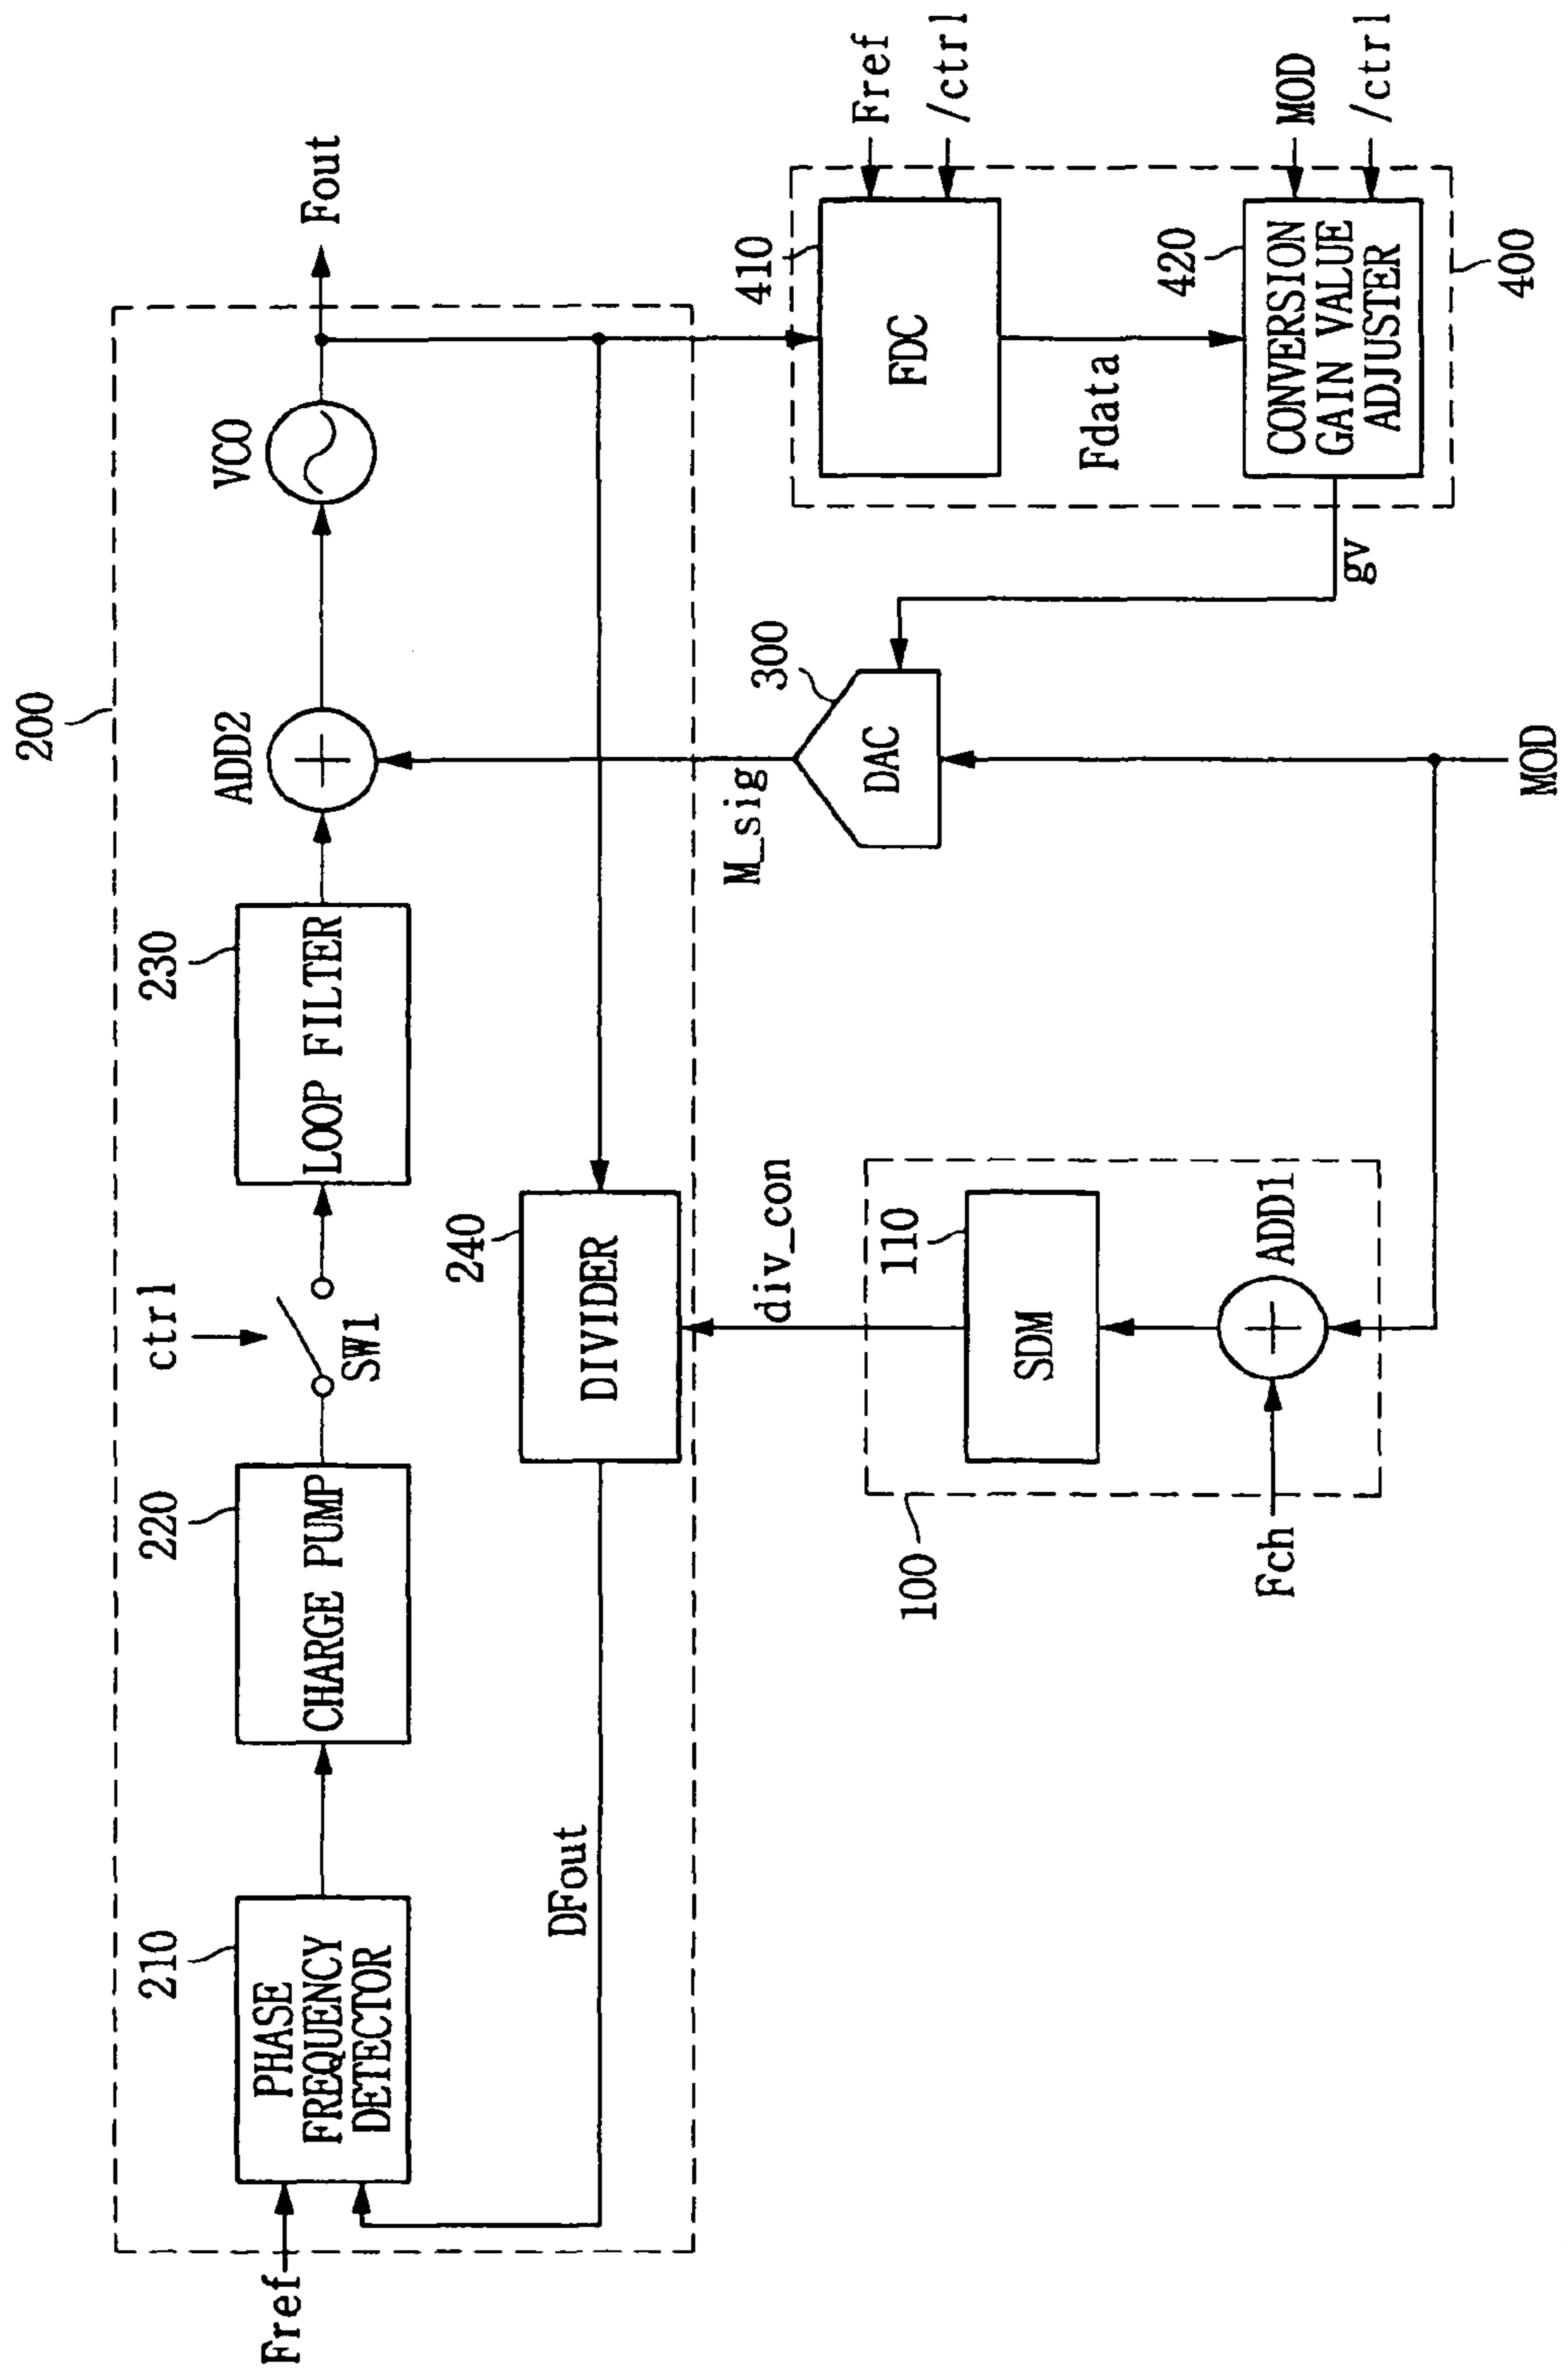 200
Fref
210
PHASE
FREQUENCY
DETECTOR
220
CHARGE PUMP
ctrl
SW1
230
LOOP FILTER
ADD2
VCO
Fout
DFout
240
DIVIDER
div_con
M_sig
300
DAC
410
FDC
Fref
/ctrl
Fdata
gv
420
CONVERSION
GAIN VALUE
ADJUSTER
MOD
/ctrl
400
100
110
SDM
ADD1
Fch
MOD